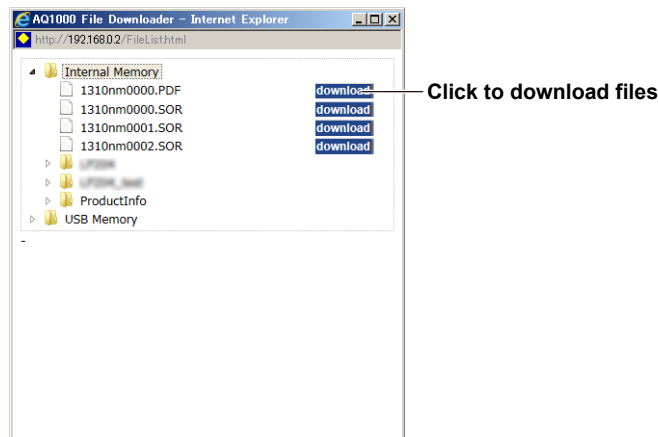 AQ1000 File Downloader - Internet Explorer
http://192.168.0.2/FileList.html
Internal Memory
1310nm0000.PDF download
Click to download files
1310nm0000.SOR download
1310nm0001.SOR download
1310nm0002.SOR download
ProductInfo
USB Memory
-